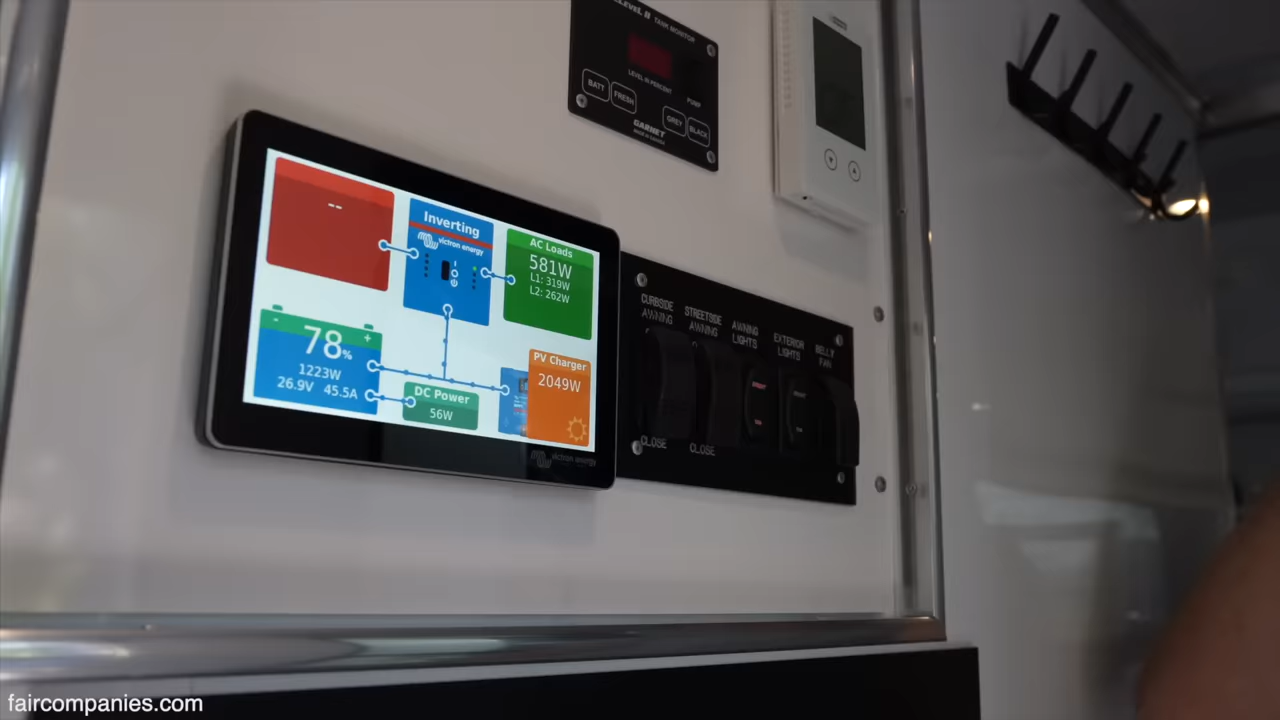 TANK MONITOR
LEVEL IN PERCENT
BATT
FRESH
PUMP
GREY
BLACK
GARNET
--
Inverting
victron energy
AC Loads
581W
L1: 319W
L2: 262W
- +
78%
1223W
26.9V 45.5A
DC Power
56W
PV Charger
2049W
victron energy
CURBSIDE
AWNING
STREETSIDE
AWNING
AWNING
LIGHTS
EXTERIOR
LIGHTS
BELLY
FAN
CLOSE
CLOSE
faircompanies.com